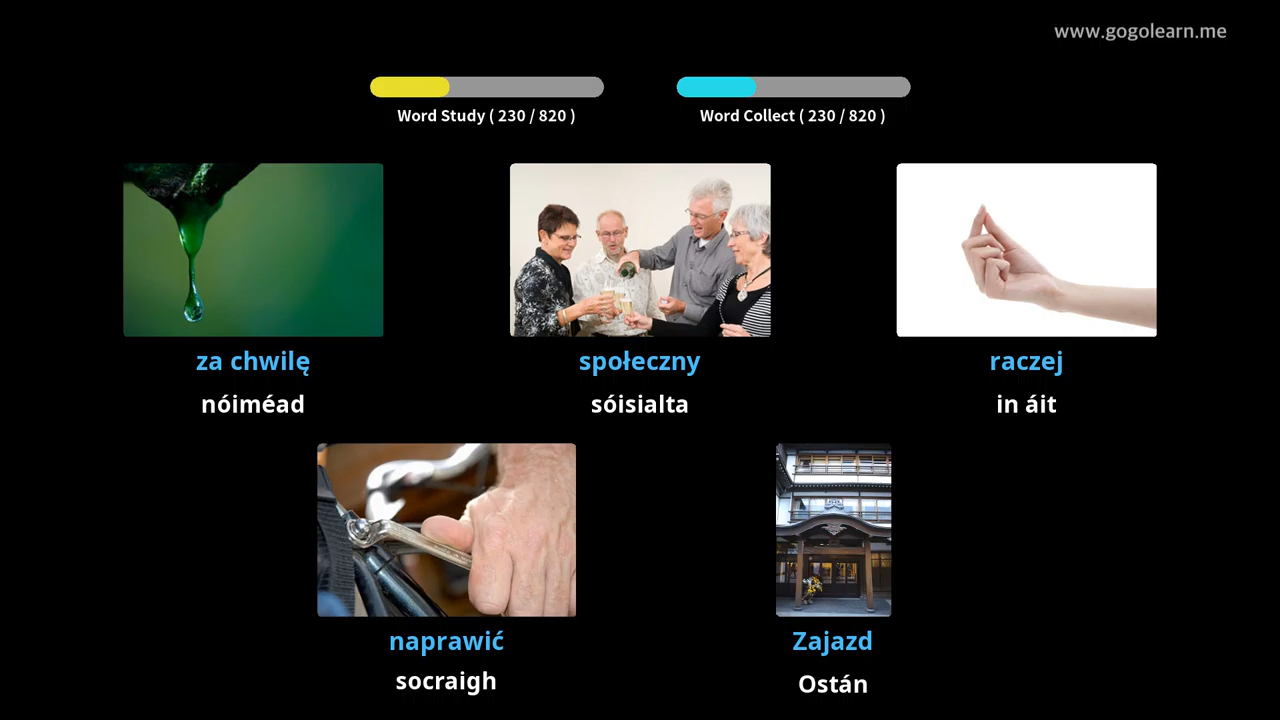 www.gogolearn.me
Word Study ( 230 / 820 )
Word Collect ( 230 / 820 )
za chwilę
nóiméad
społeczny
sóisialta
raczej
in áit
naprawić
socraigh
Zajazd
Ostán